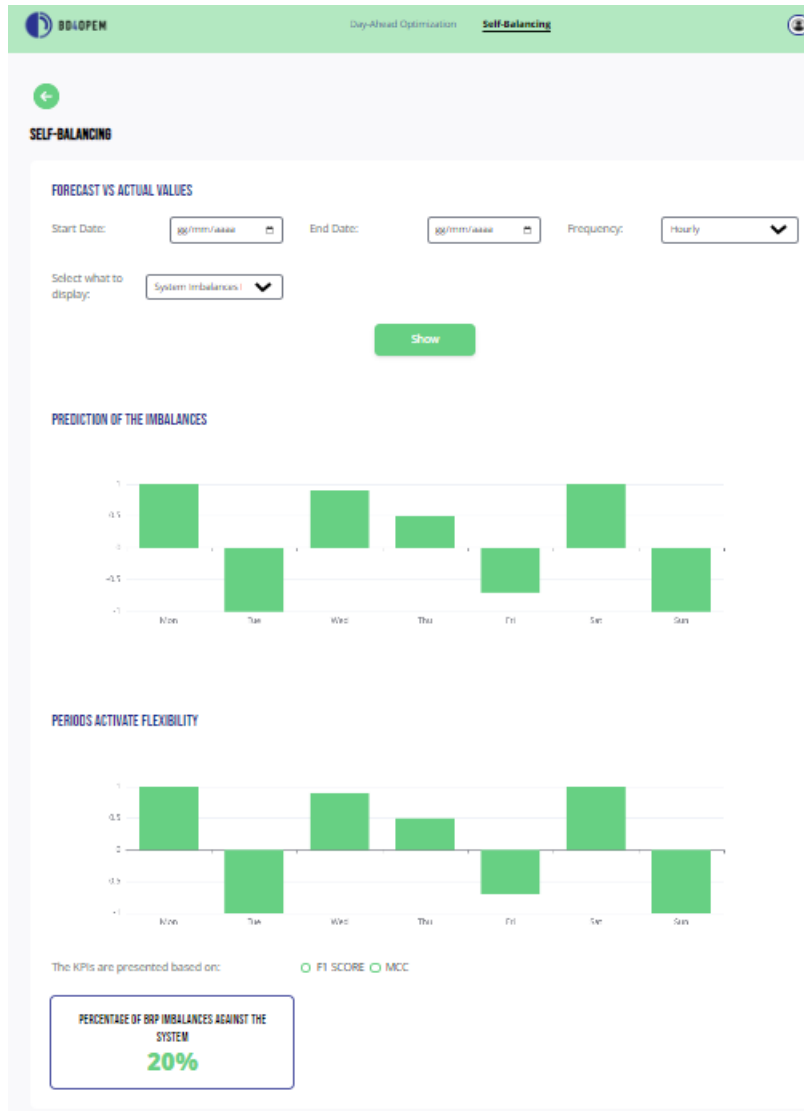 BD4OPEM
Day-Ahead Optimization
Self-Balancing
SELF-BALANCING
FORECAST VS ACTUAL VALUES
Start Date:
gg/mm/aaaa
End Date:
gg/mm/aaaa
Frequency:
Hourly
Select what to
display:
System Imbalances
Show
PREDICTION OF THE IMBALANCES
1
0.5
0
-0.5
-1
Mon
Tue
Wed
Thu
Fri
Sat
Sun
PERIODS ACTIVATE FLEXIBILITY
1
0.5
0
-0.5
-1
Mon
Tue
Wed
Thu
Fri
Sat
Sun
The KPIs are presented based on:
F1 SCORE
MCC
PERCENTAGE OF BRP IMBALANCES AGAINST THE
SYSTEM
20%